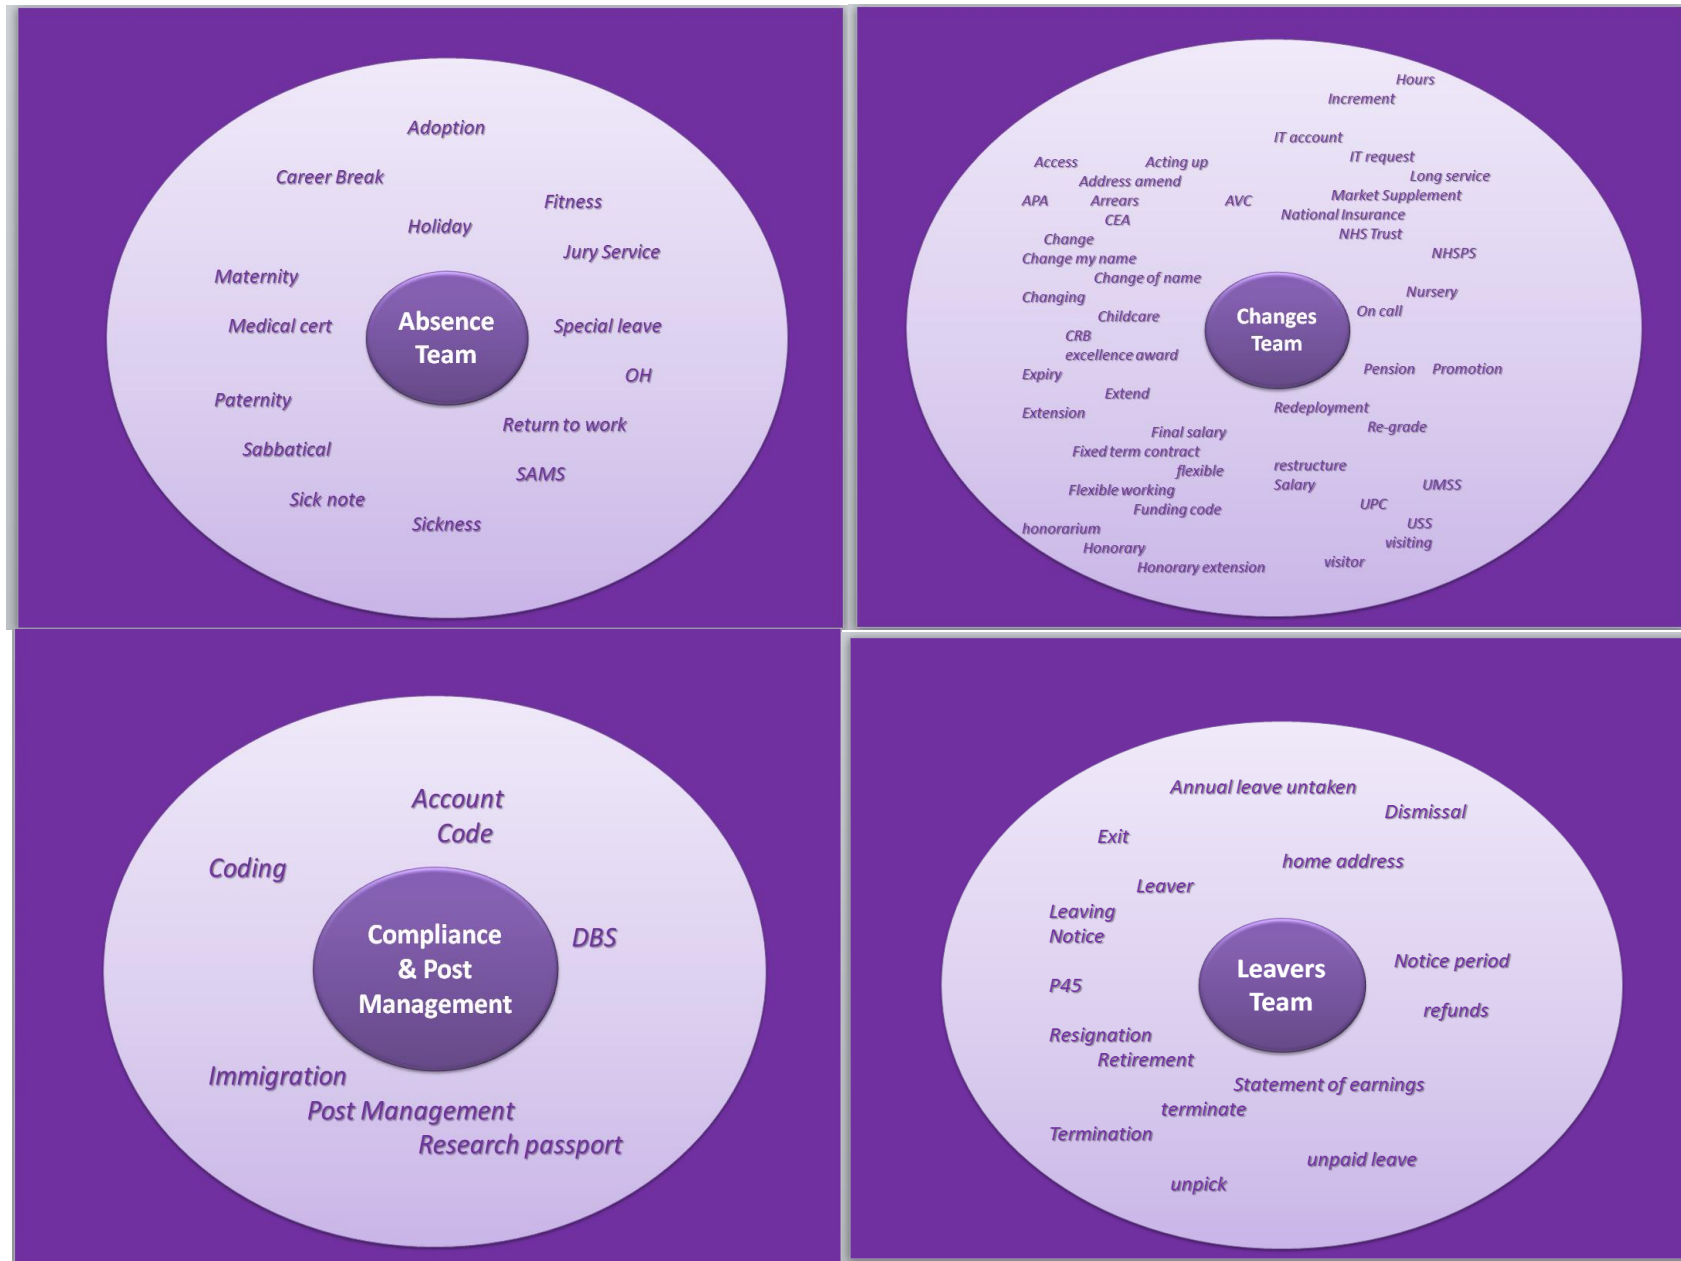 Adoption
Career Break
Fitness
Holiday
Jury Service
Maternity
Absence
Team
Medical cert
Special leave
OH
Paternity
Return to work
Sabbatical
SAMS
Sick note
Sickness
Hours
Increment
IT account
IT request
Access Acting up
Long service
Address amend
Market Supplement
APA Arrears AVC
National Insurance
CEA
NHS Trust
Change
NHSPS
Change my name
Change of name
Nursery
Changing
On call
Childcare
Changes
Team
CRB
excellence award
Pension Promotion
Expiry
Extend
Redeployment
Extension
Re-grade
Final salary
Fixed term contract
restructure
flexible
Salary UMSS
Flexible working
UPC
Funding code
USS
honorarium
visiting
Honorary
visitor
Honorary extension
Account
Code
Coding
Compliance
& Post
Management
DBS
Immigration
Post Management
Research passport
Annual leave untaken
Dismissal
Exit
home address
Leaver
Leaving
Notice
Leavers
Team
Notice period
P45
refunds
Resignation
Retirement
Statement of earnings
terminate
Termination
unpaid leave
unpick